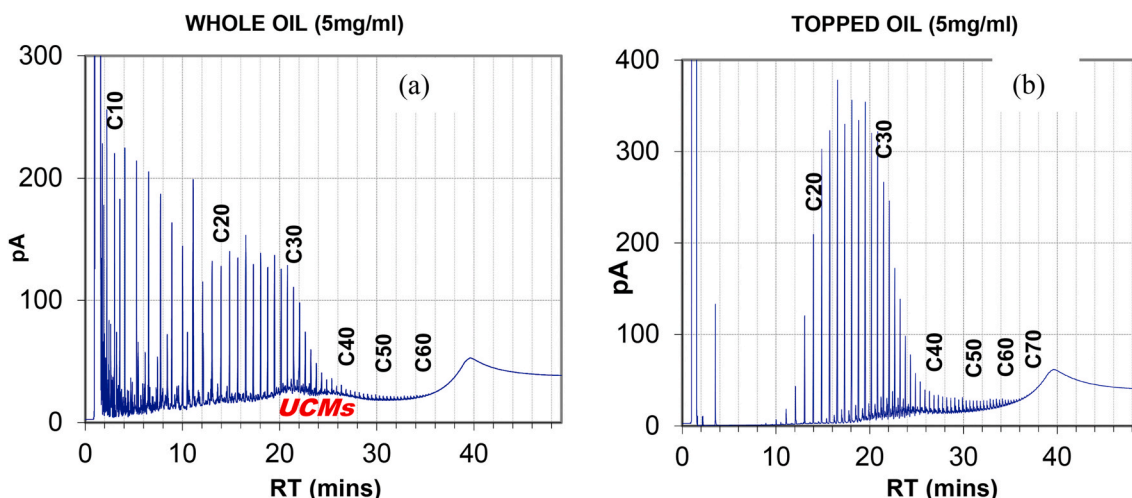 WHOLE OIL (5mg/ml)
(a)
300
200
100
0
pA
C10
C20
C30
C40
C50
C60
UCMs
0 10 20 30 40
RT (mins)
TOPPED OIL (5mg/ml)
(b)
400
300
200
100
0
pA
C20
C30
C40
C50
C60
C70
0 10 20 30 40
RT (mins)